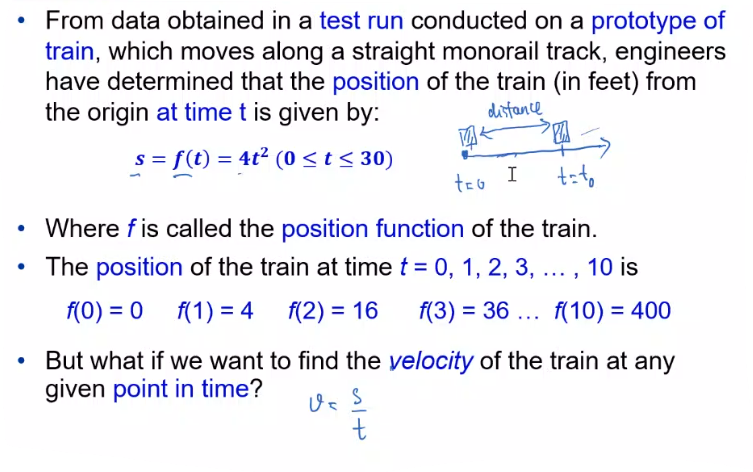 • From data obtained in a test run conducted on a prototype of
train, which moves along a straight monorail track, engineers
have determined that the position of the train (in feet) from
the origin at time t is given by:
distance
s = f(t) = 4t² (0 ≤ t ≤ 30)
t=0 t=t₀
• Where f is called the position function of the train.
• The position of the train at time t = 0, 1, 2, 3, … , 10 is
f(0) = 0 f(1) = 4 f(2) = 16 f(3) = 36 … f(10) = 400
• But what if we want to find the velocity of the train at any
given point in time?
v = s/t